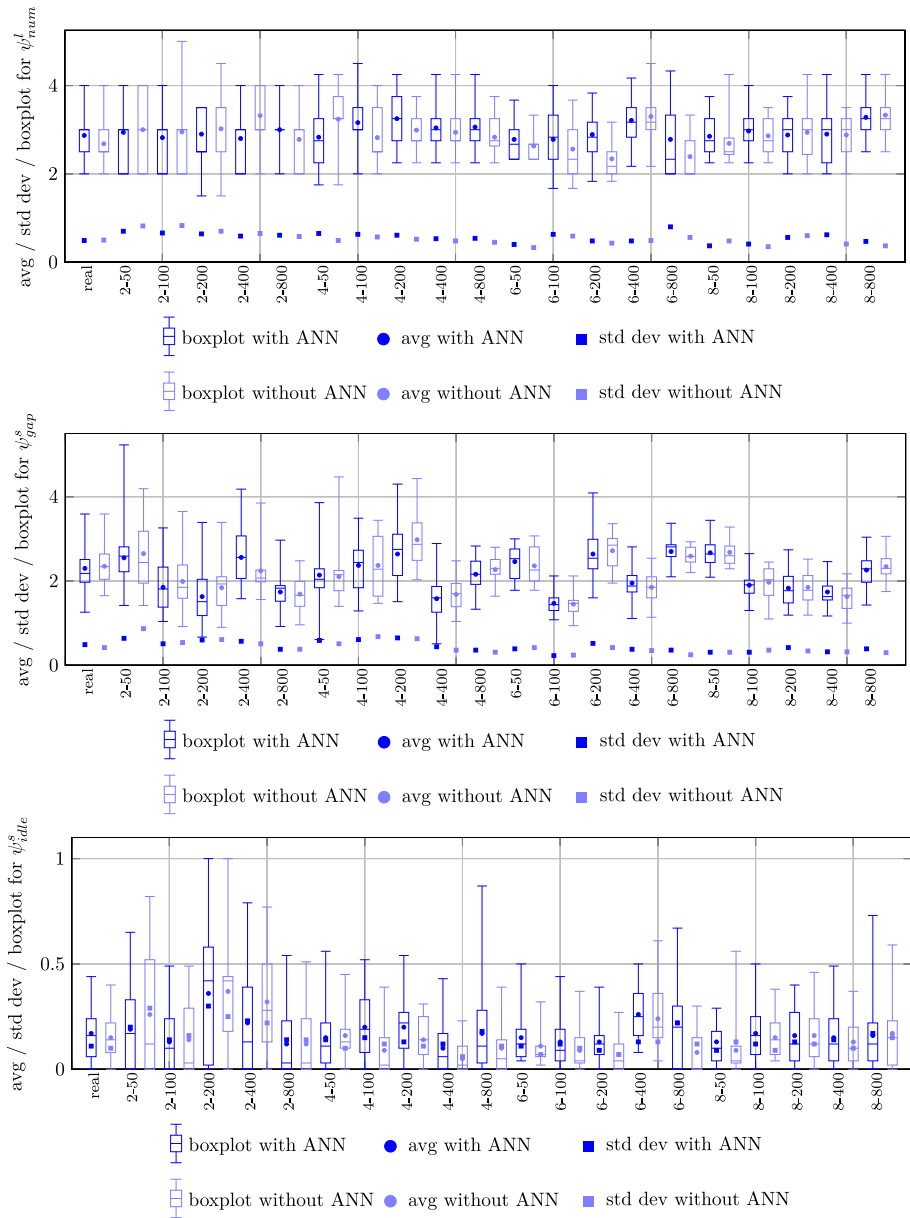 avg / std dev / boxplot for ψ^l_num
4
2
0
real 2-50 2-100 2-200 2-400 2-800 4-50 4-100 4-200 4-400 4-800 6-50 6-100 6-200 6-400 6-800 8-50 8-100 8-200 8-400 8-800
boxplot with ANN avg with ANN std dev with ANN
boxplot without ANN avg without ANN std dev without ANN
avg / std dev / boxplot for ψ^s_gap
4
2
0
real 2-50 2-100 2-200 2-400 2-800 4-50 4-100 4-200 4-400 4-800 6-50 6-100 6-200 6-400 6-800 8-50 8-100 8-200 8-400 8-800
boxplot with ANN avg with ANN std dev with ANN
boxplot without ANN avg without ANN std dev without ANN
avg / std dev / boxplot for ψ^s_idle
1
0.5
0
real 2-50 2-100 2-200 2-400 2-800 4-50 4-100 4-200 4-400 4-800 6-50 6-100 6-200 6-400 6-800 8-50 8-100 8-200 8-400 8-800
boxplot with ANN avg with ANN std dev with ANN
boxplot without ANN avg without ANN std dev without ANN